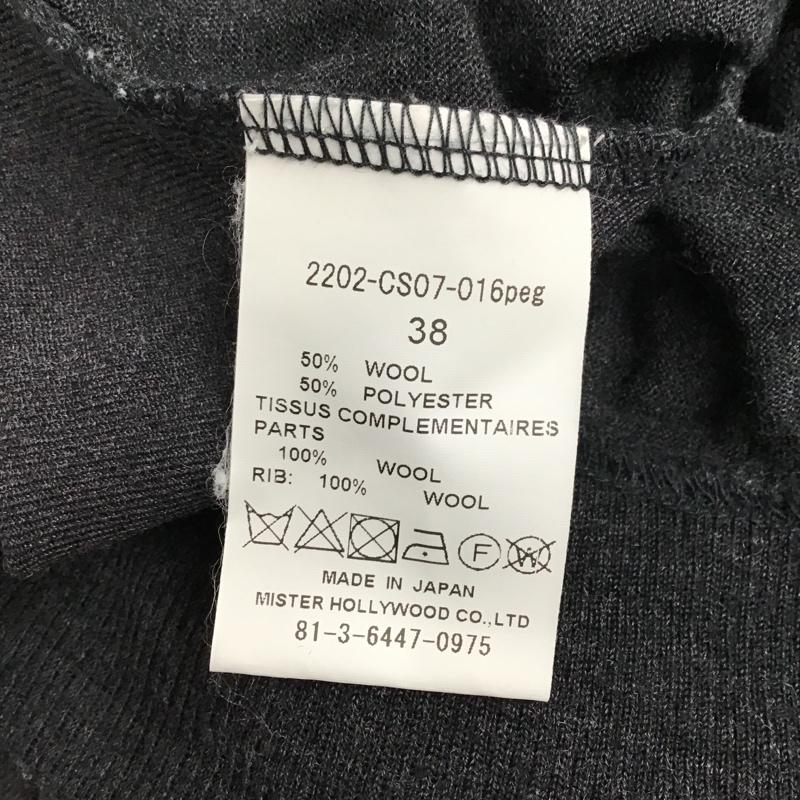 2202-CS07-016peg
38
50% WOOL
50% POLYESTER
TISSUS COMPLEMENTAIRES
PARTS
100% WOOL
RIB: 100% WOOL
F W
MADE IN JAPAN
MISTER HOLLYWOOD CO.,LTD
81-3-6447-0975